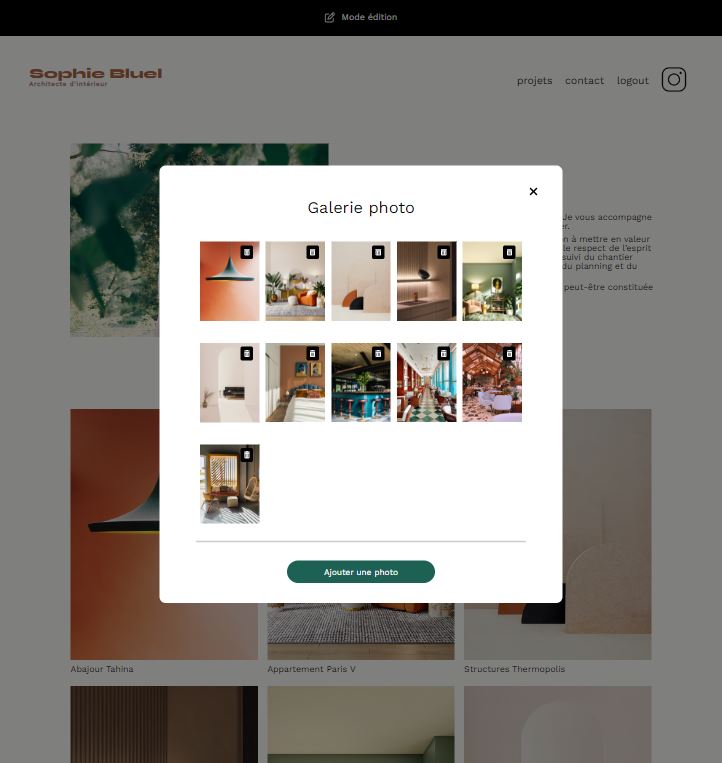 Mode édition
Sophie Bluel
Architecte d'intérieur
projets
contact
logout
Galerie photo
Je vous accompagne
er.
n à mettre en valeur
le respect de l'esprit
suivi du chantier
du planning et du
peut-être constituée
Ajouter une photo
Abajour Tahina
Appartement Paris V
Structures Thermopolis